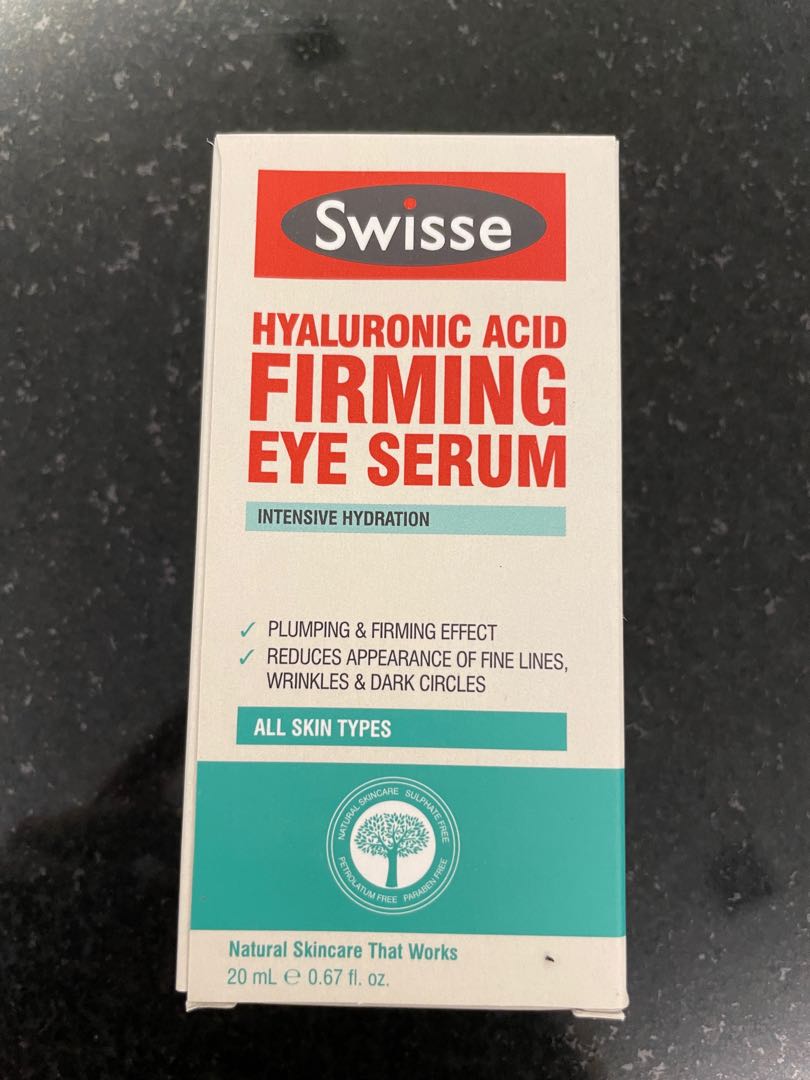 Swisse
HYALURONIC ACID
FIRMING
EYE SERUM
INTENSIVE HYDRATION
✓ PLUMPING & FIRMING EFFECT
✓ REDUCES APPEARANCE OF FINE LINES,
WRINKLES & DARK CIRCLES
ALL SKIN TYPES
NATURAL SKINCARE SULPHATE FREE
PETROLATUM FREE PARABEN FREE
Natural Skincare That Works
20 mL ℮ 0.67 fl. oz.